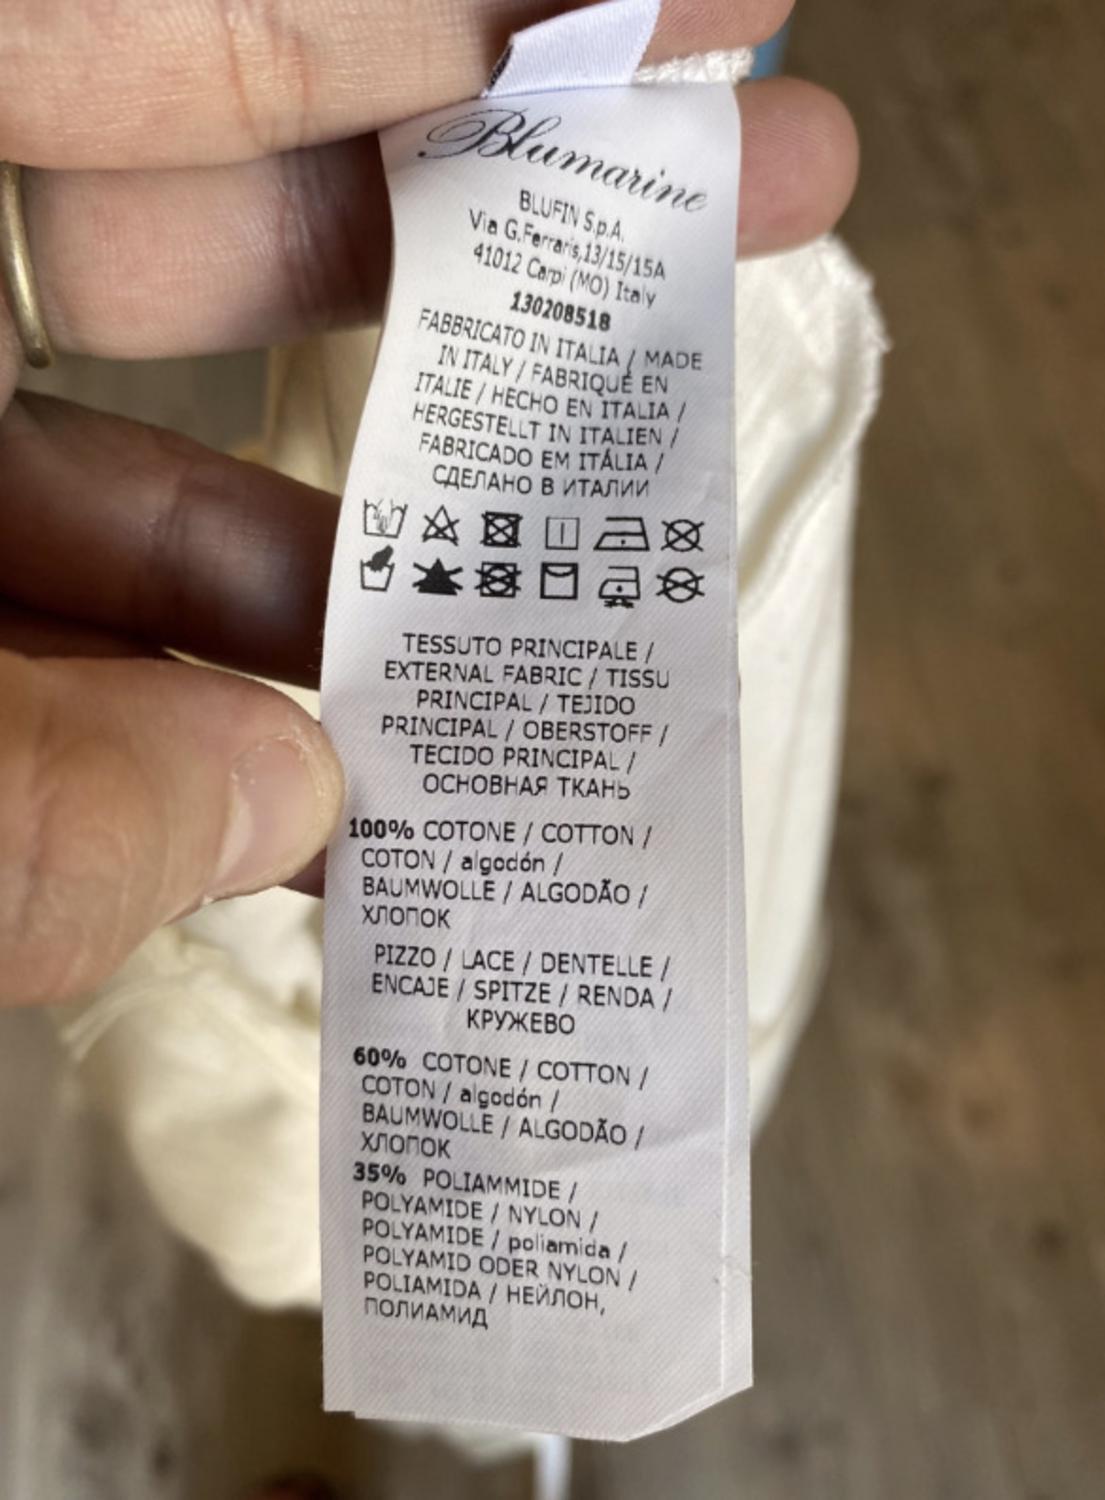 Blumarine
BLUFIN S.p.A.
Via G.Ferraris,13/15/15A
41012 Carpi (MO) Italy
130208518
FABBRICATO IN ITALIA / MADE
IN ITALY / FABRIQUÉ EN
ITALIE / HECHO EN ITALIA /
HERGESTELLT IN ITALIEN /
FABRICADO EM ITÁLIA /
СДЕЛАНО В ИТАЛИИ
TESSUTO PRINCIPALE /
EXTERNAL FABRIC / TISSU
PRINCIPAL / TEJIDO
PRINCIPAL / OBERSTOFF /
TECIDO PRINCIPAL /
ОСНОВНАЯ ТКАНЬ
100% COTONE / COTTON /
COTON / algodón /
BAUMWOLLE / ALGODÃO /
ХЛОПОК
PIZZO / LACE / DENTELLE /
ENCAJE / SPITZE / RENDA /
КРУЖЕВО
60% COTONE / COTTON /
COTON / algodón /
BAUMWOLLE / ALGODÃO /
ХЛОПОК
35% POLIAMMIDE /
POLYAMIDE / NYLON /
POLYAMIDE / poliamida /
POLYAMID ODER NYLON /
POLIAMIDA / НЕЙЛОН,
ПОЛИАМИД